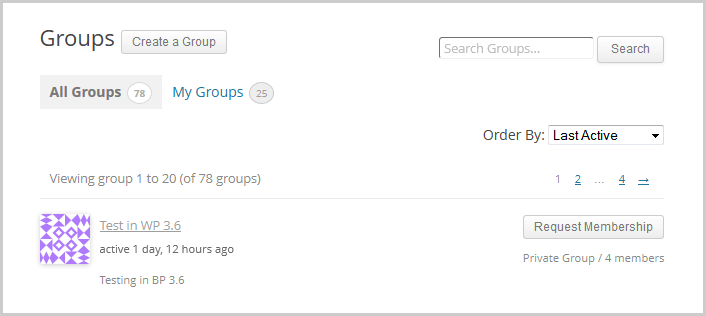 Groups Create a Group
Search Groups... Search
All Groups 78 My Groups 25
Order By: Last Active
Viewing group 1 to 20 (of 78 groups) 1 2 ... 4 →
Test in WP 3.6 Request Membership
active 1 day, 12 hours ago
Private Group / 4 members
Testing in BP 3.6